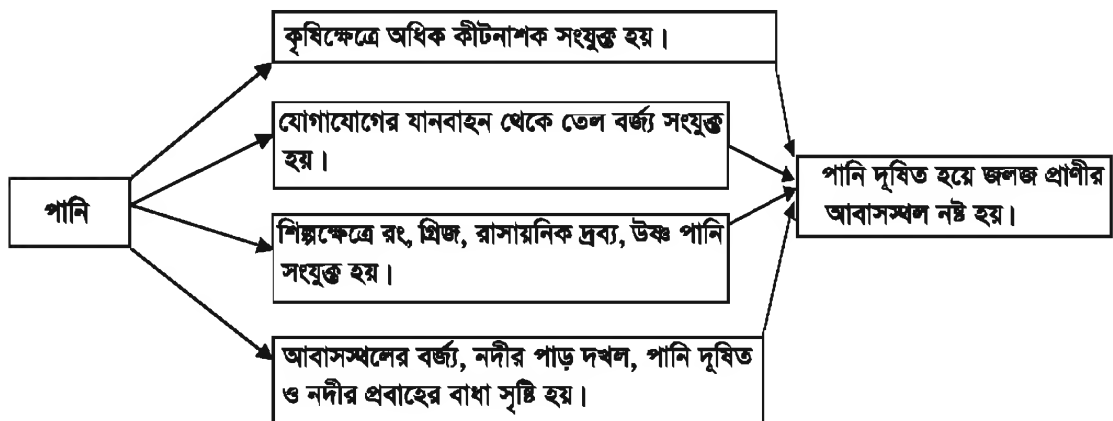 কৃষিক্ষেত্রে অধিক কীটনাশক সংযুক্ত হয়।
যোগাযোগের যানবাহন থেকে তেল বর্জ্য সংযুক্ত
হয়।
পানি
শিল্পক্ষেত্রে রং, গ্রিজ, রাসায়নিক দ্রব্য, উষ্ণ পানি
সংযুক্ত হয়।
আবাসস্থলের বর্জ্য, নদীর পাড় দখল, পানি দূষিত
ও নদীর প্রবাহের বাধা সৃষ্টি হয়।
পানি দূষিত হয়ে জলজ প্রাণীর
আবাসস্থল নষ্ট হয়।